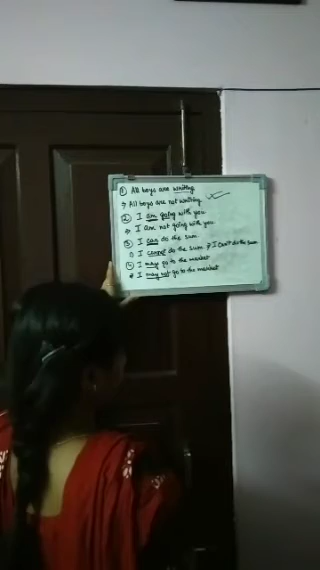 ① All boys are writing
⇒ All boys are not writing.
② I am going with you
⇒ I am not going with you
③ I can do the sum.
I cannot do the sum / I Can't do the sum
④ I may go to the market
I may not go to the market